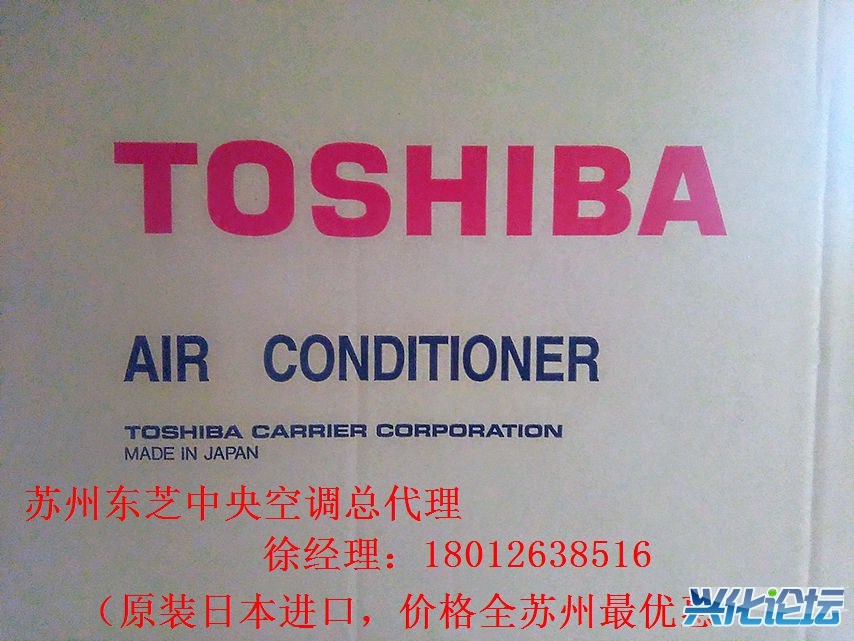 TOSHIBA
AIR CONDITIONER
TOSHIBA CARRIER CORPORATION
MADE IN JAPAN
苏州东芝中央空调总代理
徐经理：18012638516
（原装日本进口，价格全苏州最优惠
兴化论坛